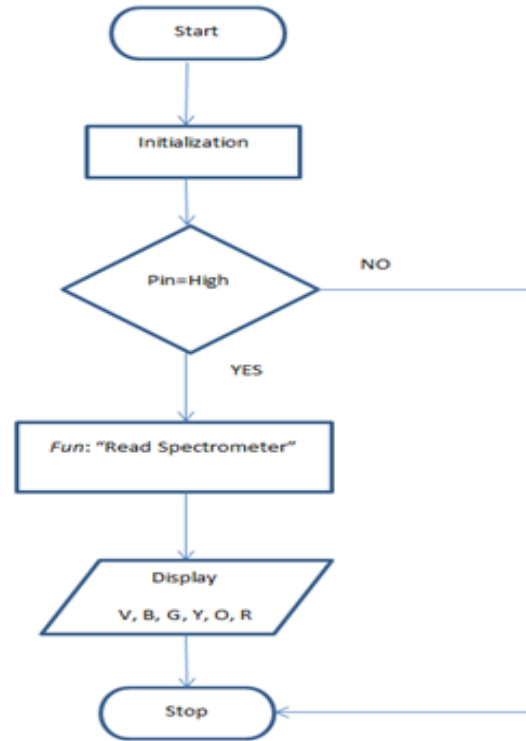 Start
Initialization
Pin=High
NO
YES
Fun: “Read Spectrometer”
Display
V, B, G, Y, O, R
Stop